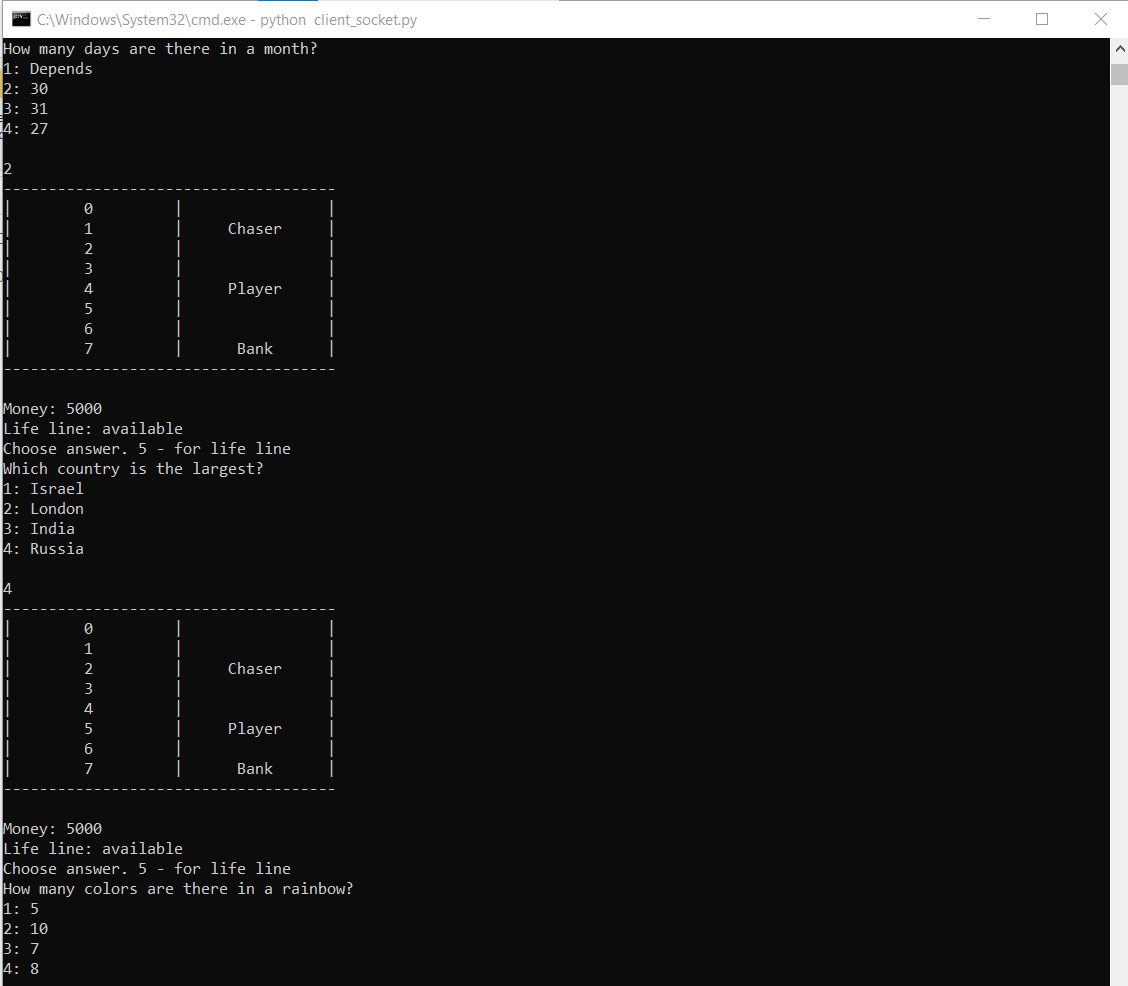 C:\Windows\System32\cmd.exe - python  client_socket.py
How many days are there in a month?
1: Depends
2: 30
3: 31
4: 27

2
-------------------------------------
|        0         |                |
|        1         |     Chaser     |
|        2         |                |
|        3         |                |
|        4         |     Player     |
|        5         |                |
|        6         |                |
|        7         |      Bank      |
-------------------------------------

Money: 5000
Life line: available
Choose answer. 5 - for life line
Which country is the largest?
1: Israel
2: London
3: India
4: Russia

4
-------------------------------------
|        0         |                |
|        1         |                |
|        2         |     Chaser     |
|        3         |                |
|        4         |                |
|        5         |     Player     |
|        6         |                |
|        7         |      Bank      |
-------------------------------------

Money: 5000
Life line: available
Choose answer. 5 - for life line
How many colors are there in a rainbow?
1: 5
2: 10
3: 7
4: 8